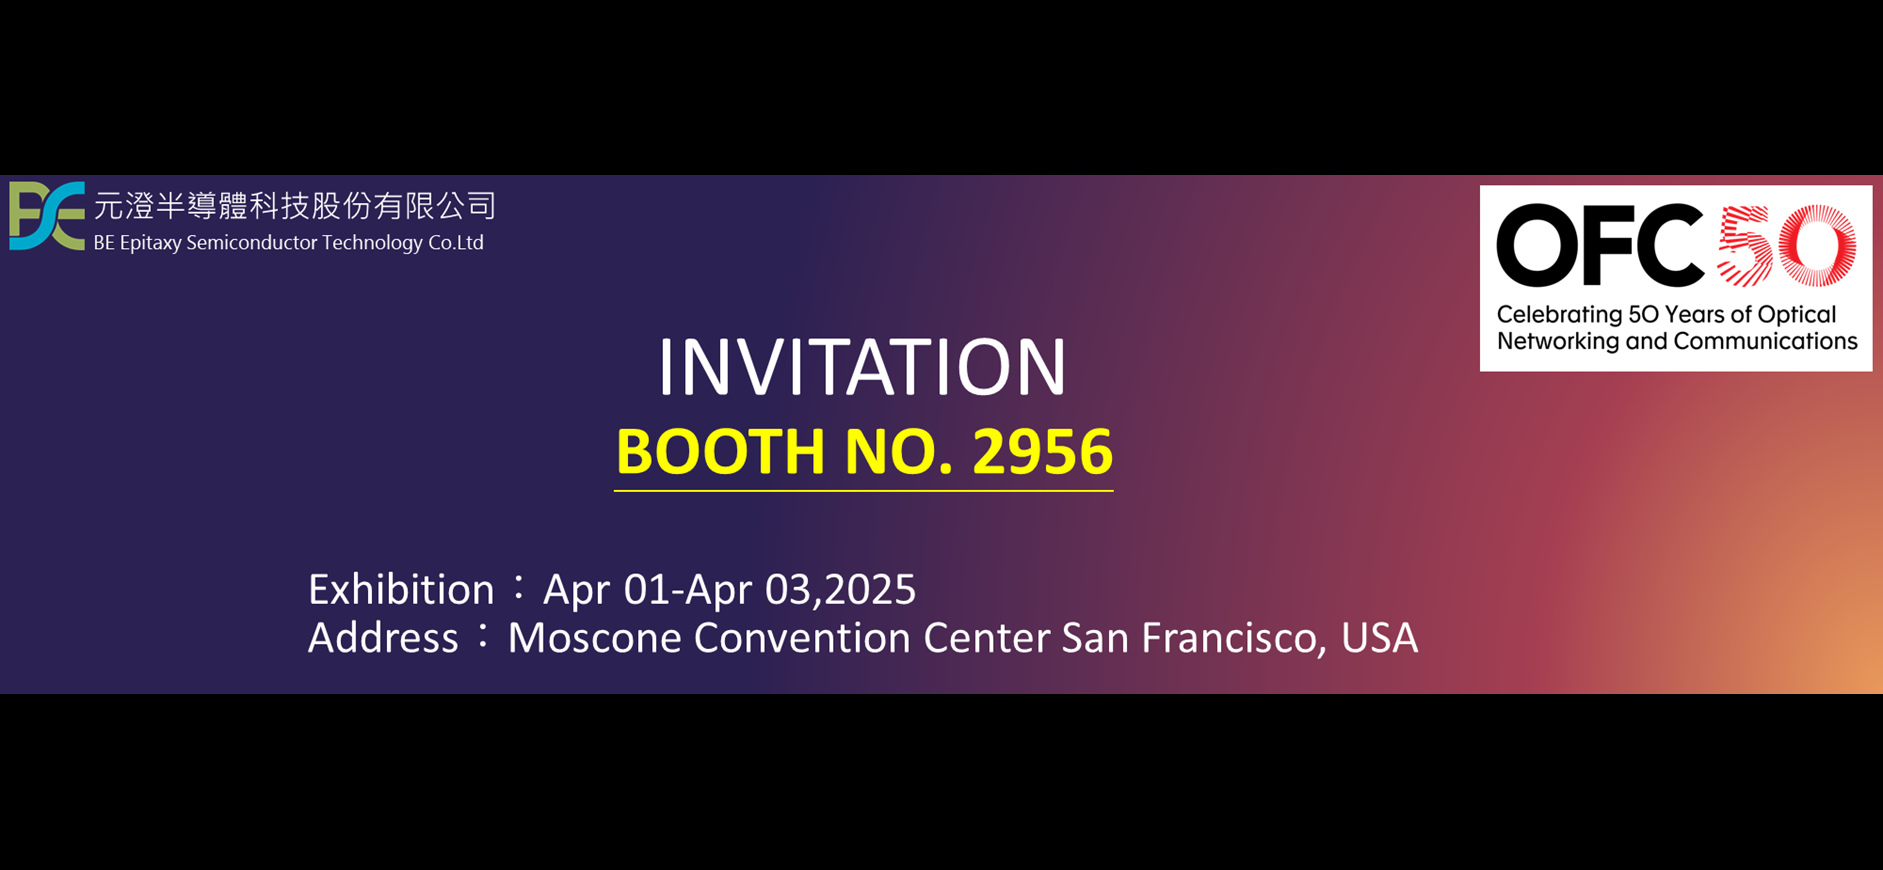 元澄半導體科技股份有限公司
BE Epitaxy Semiconductor Technology Co.Ltd
OFC50
Celebrating 50 Years of Optical
Networking and Communications
INVITATION
BOOTH NO. 2956
Exhibition：Apr 01-Apr 03,2025
Address：Moscone Convention Center San Francisco, USA